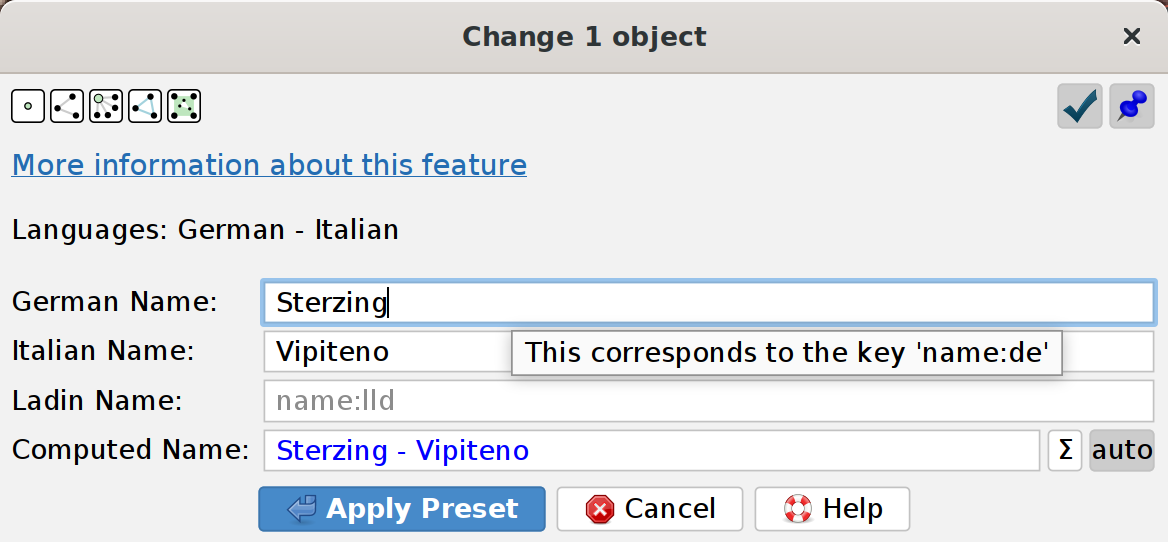 Change 1 object
More information about this feature
Languages: German - Italian
German Name: Sterzing
Italian Name: Vipiteno
This corresponds to the key 'name:de'
Ladin Name: name:lld
Computed Name: Sterzing - Vipiteno Σ auto
Apply Preset Cancel Help